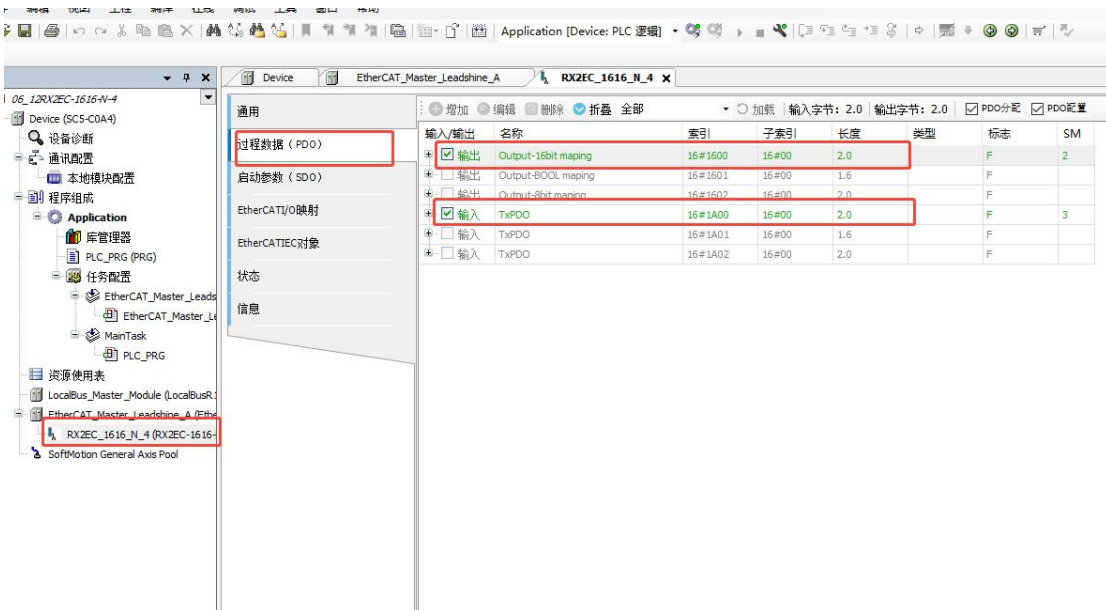 Application [Device: PLC 逻辑]
Device
EtherCAT_Master_Leadshine_A
RX2EC_1616_N_4 X
06_12RX2EC-1616-N-4
Device (SC5-C0A4)
设备诊断
通讯配置
本地模块配置
程序组成
Application
库管理器
PLC_PRG (PRG)
任务配置
EtherCAT_Master_Leads
EtherCAT_Master_Le
MainTask
PLC_PRG
资源使用表
LocalBus_Master_Module (LocalBusR1
EtherCAT_Master_Leadshine_A (Ethe
RX2EC_1616_N_4 (RX2EC-1616-
SoftMotion General Axis Pool
通用
过程数据（PDO）
启动参数（SDO）
EtherCATI/O映射
EtherCATIEC对象
状态
信息
增加 编辑 删除 折叠 全部 加载 输入字节: 2.0 输出字节: 2.0 PDO分配 PDO配置
输入/输出 名称 索引 子索引 长度 类型 标志 SM
输出 Output-16bit maping 16#1600 16#00 2.0 F 2
输出 Output-BOOL maping 16#1601 16#00 1.6 F
输出 Output-8bit maping 16#1602 16#00 2.0 F
输入 TxPDO 16#1A00 16#00 2.0 F 3
输入 TxPDO 16#1A01 16#00 1.6 F
输入 TxPDO 16#1A02 16#00 2.0 F